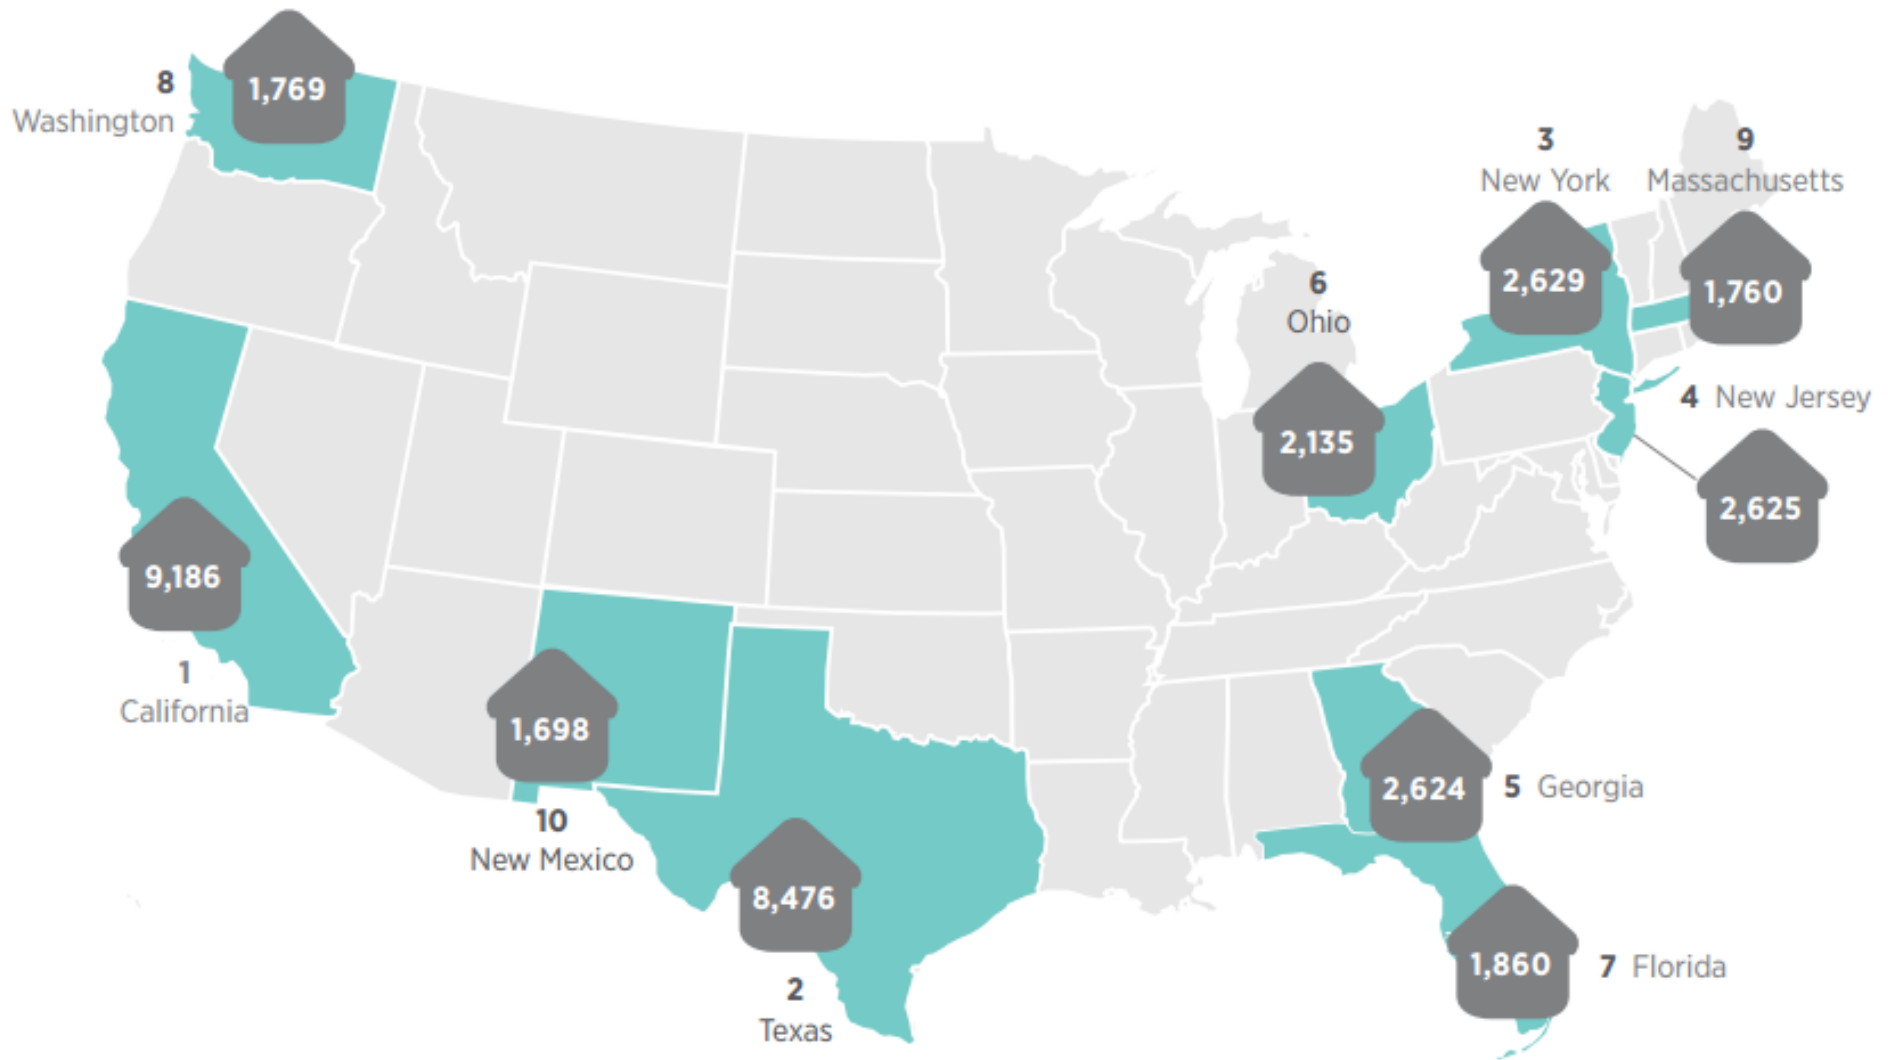 8
Washington
1,769
3
New York
2,629
9
Massachusetts
1,760
6
Ohio
2,135
4 New Jersey
2,625
9,186
1
California
1,698
10
New Mexico
2,624
5 Georgia
8,476
2
Texas
1,860
7 Florida